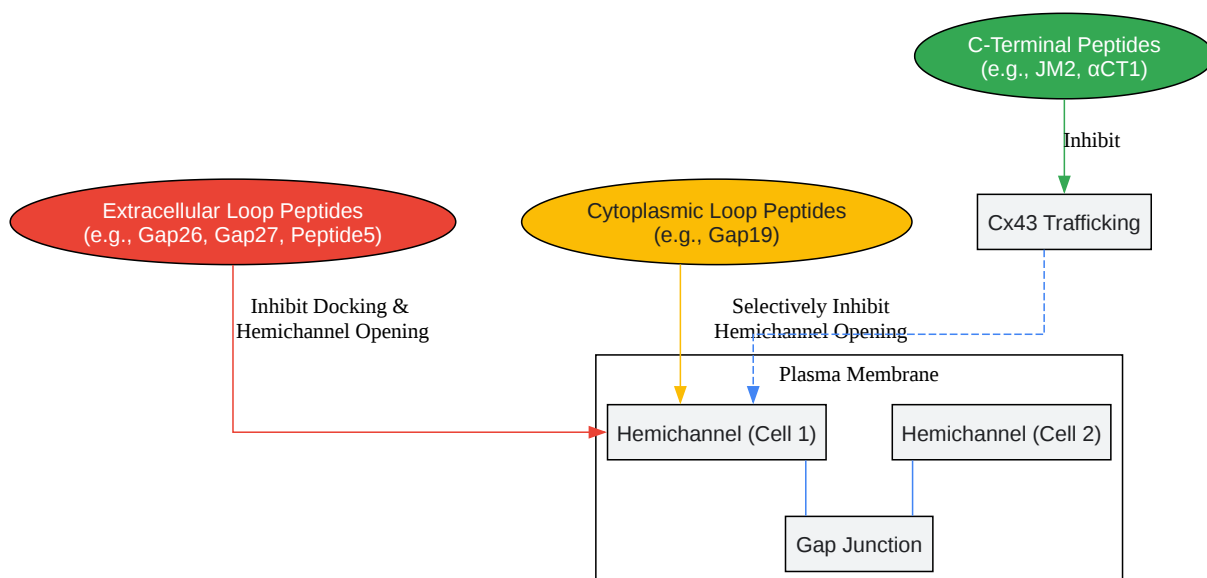 C-Terminal Peptides
(e.g., JM2, αCT1)
Inhibit
Extracellular Loop Peptides
(e.g., Gap26, Gap27, Peptide5)
Cytoplasmic Loop Peptides
(e.g., Gap19)
Cx43 Trafficking
Inhibit Docking &
Hemichannel Opening
Selectively Inhibit
Hemichannel Opening
Plasma Membrane
Hemichannel (Cell 1)
Hemichannel (Cell 2)
Gap Junction